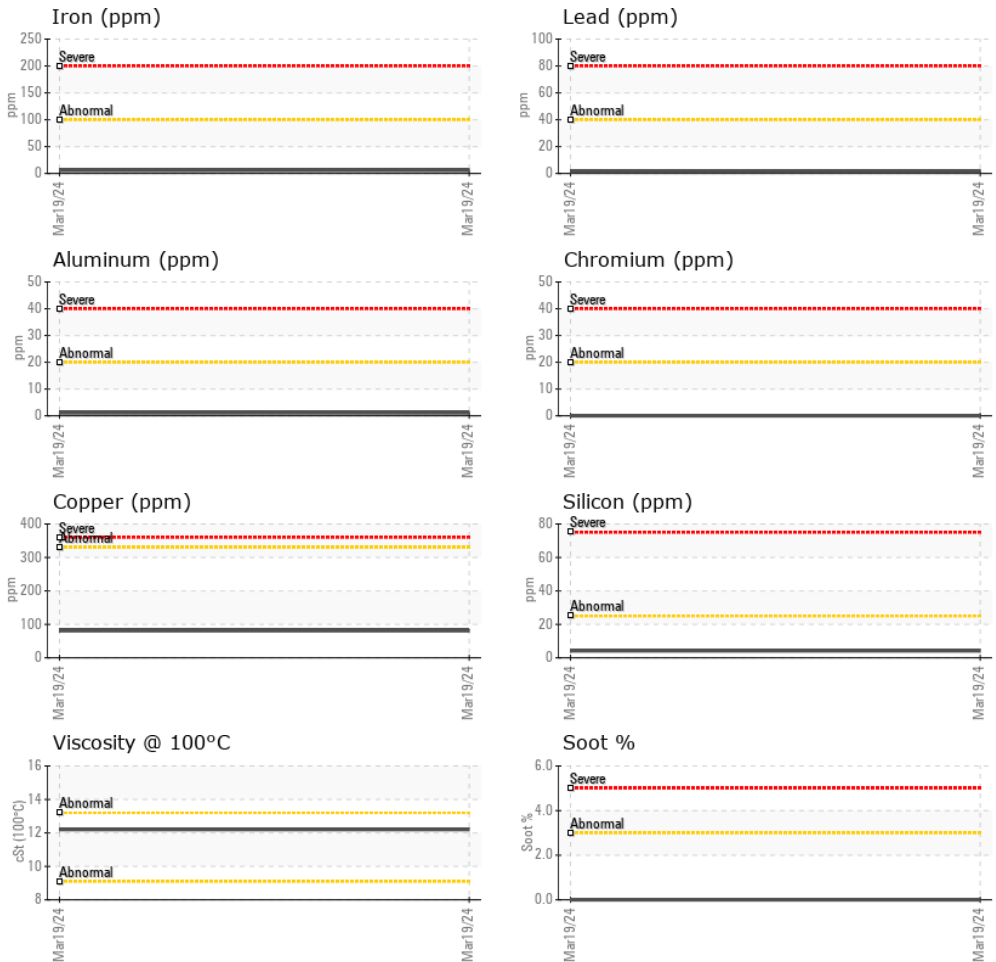 Iron (ppm)
250
200
150
100
50
0
ppm
Severe
Abnormal
Mar19/24
Mar19/24
Lead (ppm)
100
80
60
40
20
0
ppm
Severe
Abnormal
Mar19/24
Mar19/24
Aluminum (ppm)
50
40
30
20
10
0
ppm
Severe
Abnormal
Mar19/24
Mar19/24
Chromium (ppm)
50
40
30
20
10
0
ppm
Severe
Abnormal
Mar19/24
Mar19/24
Copper (ppm)
400
300
200
100
0
ppm
Severe
Abnormal
Mar19/24
Mar19/24
Silicon (ppm)
80
60
40
20
0
ppm
Severe
Abnormal
Mar19/24
Mar19/24
Viscosity @ 100°C
16
14
12
10
8
cSt (100°C)
Abnormal
Abnormal
Mar19/24
Mar19/24
Soot %
6.0
4.0
2.0
0.0
Soot %
Severe
Abnormal
Mar19/24
Mar19/24